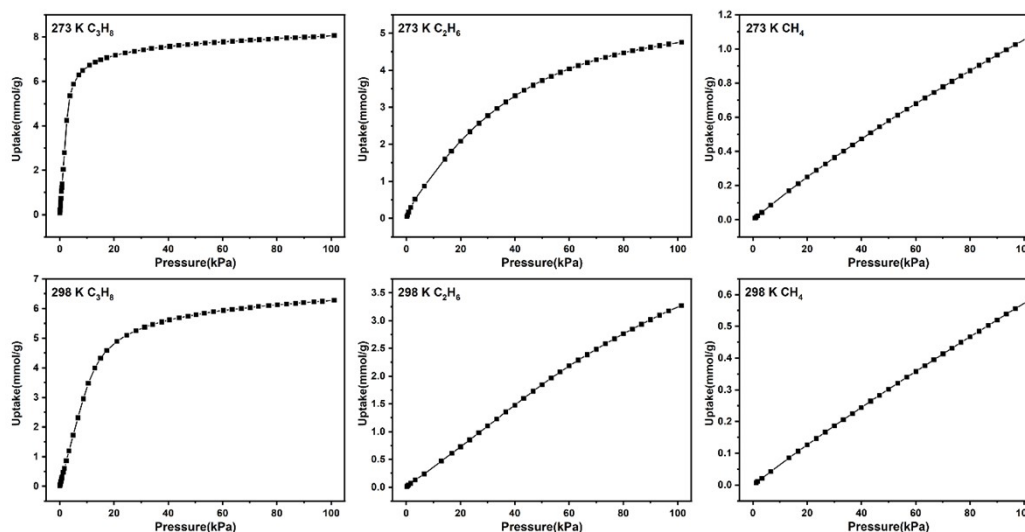 273 K C₃H₈
Uptake(mmol/g)
8
6
4
2
0
0 20 40 60 80 100
Pressure(kPa)
273 K C₂H₆
Uptake(mmol/g)
5
4
3
2
1
0
0 20 40 60 80 100
Pressure(kPa)
273 K CH₄
Uptake(mmol/g)
1.2
1.0
0.8
0.6
0.4
0.2
0.0
0 20 40 60 80 100
Pressure(kPa)
298 K C₃H₈
Uptake(mmol/g)
7
6
5
4
3
2
1
0
0 20 40 60 80 100
Pressure(kPa)
298 K C₂H₆
Uptake(mmol/g)
3.5
3.0
2.5
2.0
1.5
1.0
0.5
0.0
0 20 40 60 80 100
Pressure(kPa)
298 K CH₄
Uptake(mmol/g)
0.6
0.5
0.4
0.3
0.2
0.1
0.0
0 20 40 60 80 100
Pressure(kPa)